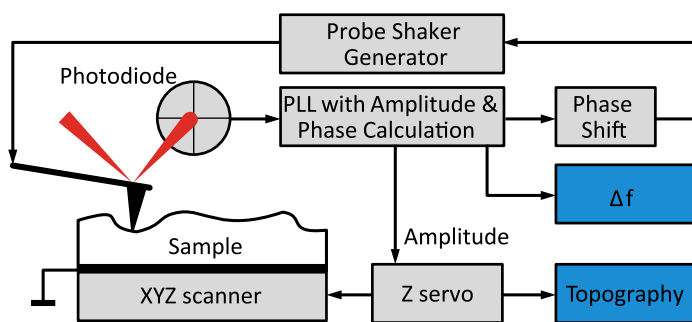 Probe Shaker
Generator
Photodiode
PLL with Amplitude &
Phase Calculation
Phase
Shift
Δf
Amplitude
Sample
XYZ scanner
Z servo
Topography